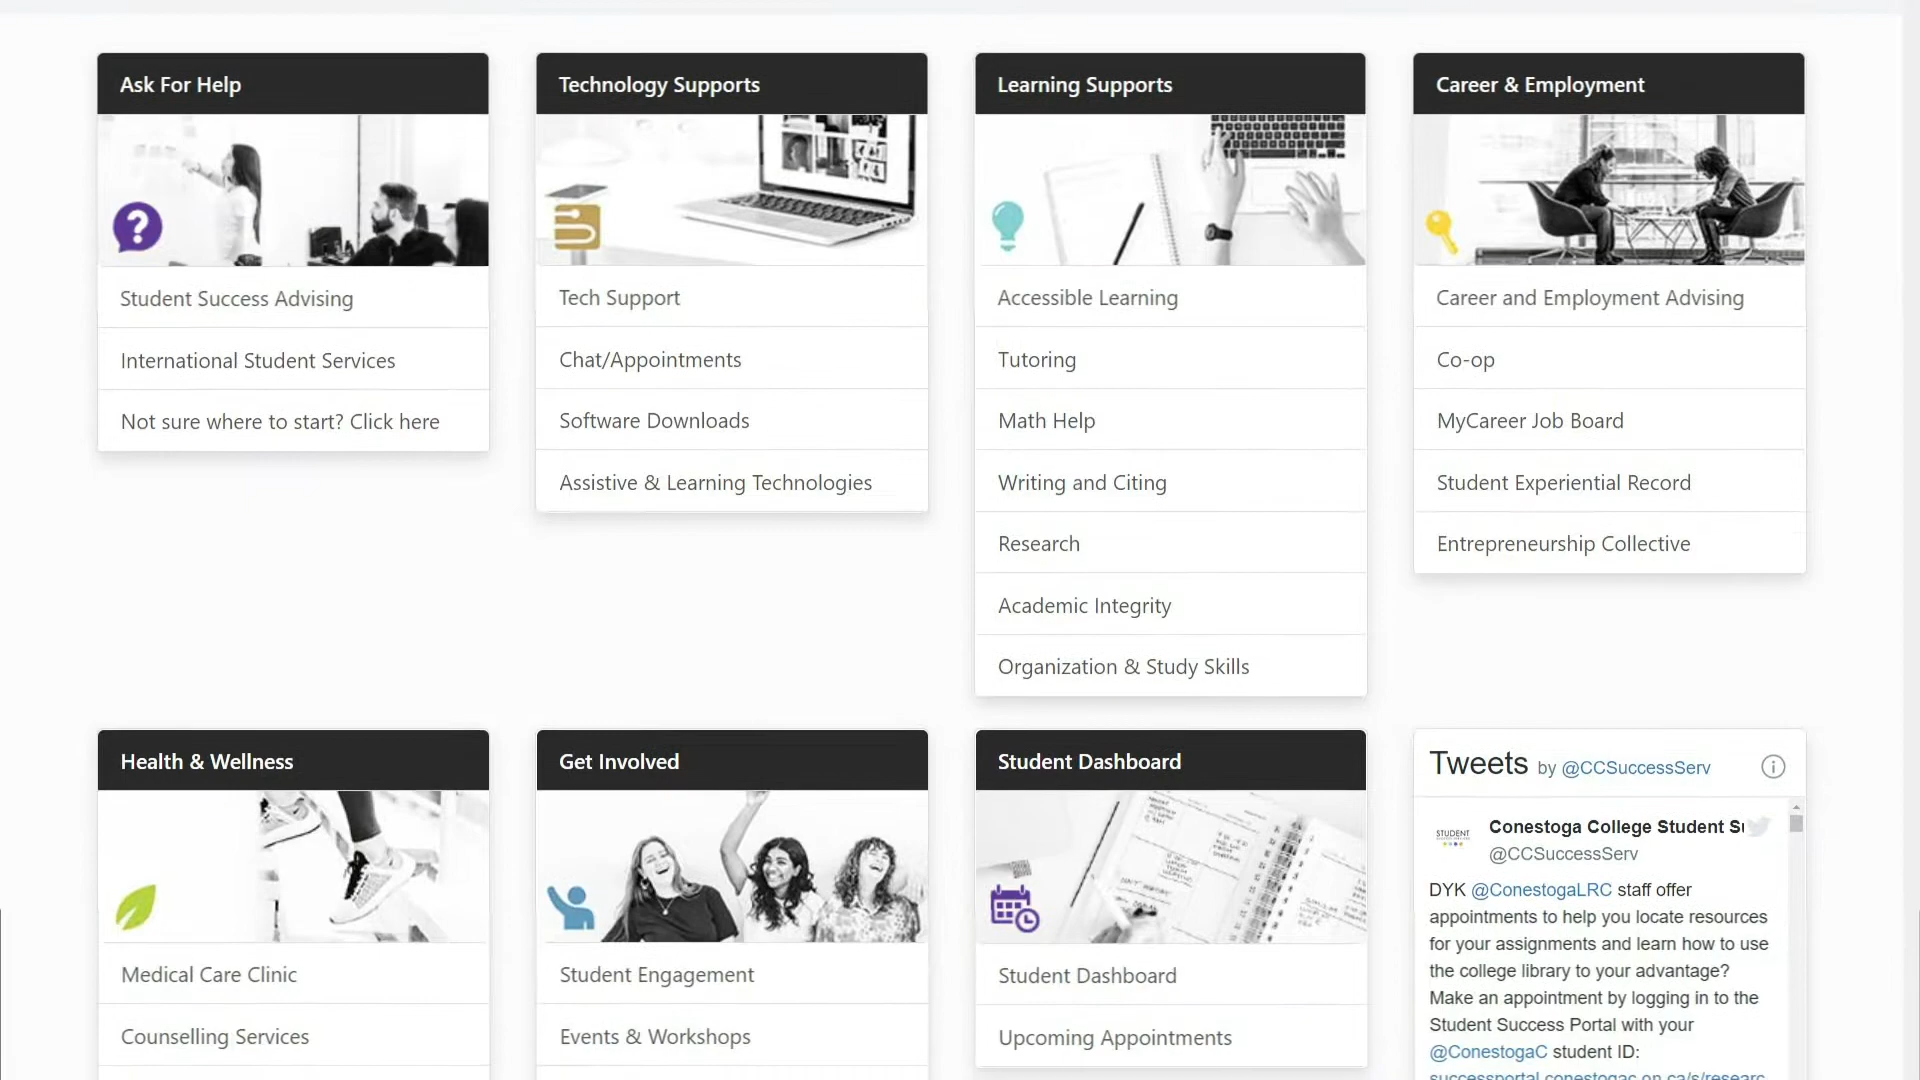 Ask For Help
Student Success Advising
International Student Services
Not sure where to start? Click here
Technology Supports
Tech Support
Chat/Appointments
Software Downloads
Assistive & Learning Technologies
Learning Supports
Accessible Learning
Tutoring
Math Help
Writing and Citing
Research
Academic Integrity
Organization & Study Skills
Career & Employment
Career and Employment Advising
Co-op
MyCareer Job Board
Student Experiential Record
Entrepreneurship Collective
Health & Wellness
Medical Care Clinic
Counselling Services
Get Involved
Student Engagement
Events & Workshops
Student Dashboard
Student Dashboard
Upcoming Appointments
Tweets by @CCSuccessServ
STUDENT
Conestoga College Student
@CCSuccessServ
DYK @ConestogaLRC staff offer
appointments to help you locate resources
for your assignments and learn how to use
the college library to your advantage?
Make an appointment by logging in to the
Student Success Portal with your
@ConestogaC student ID:
successportal.conestogac.on.ca/s/researc